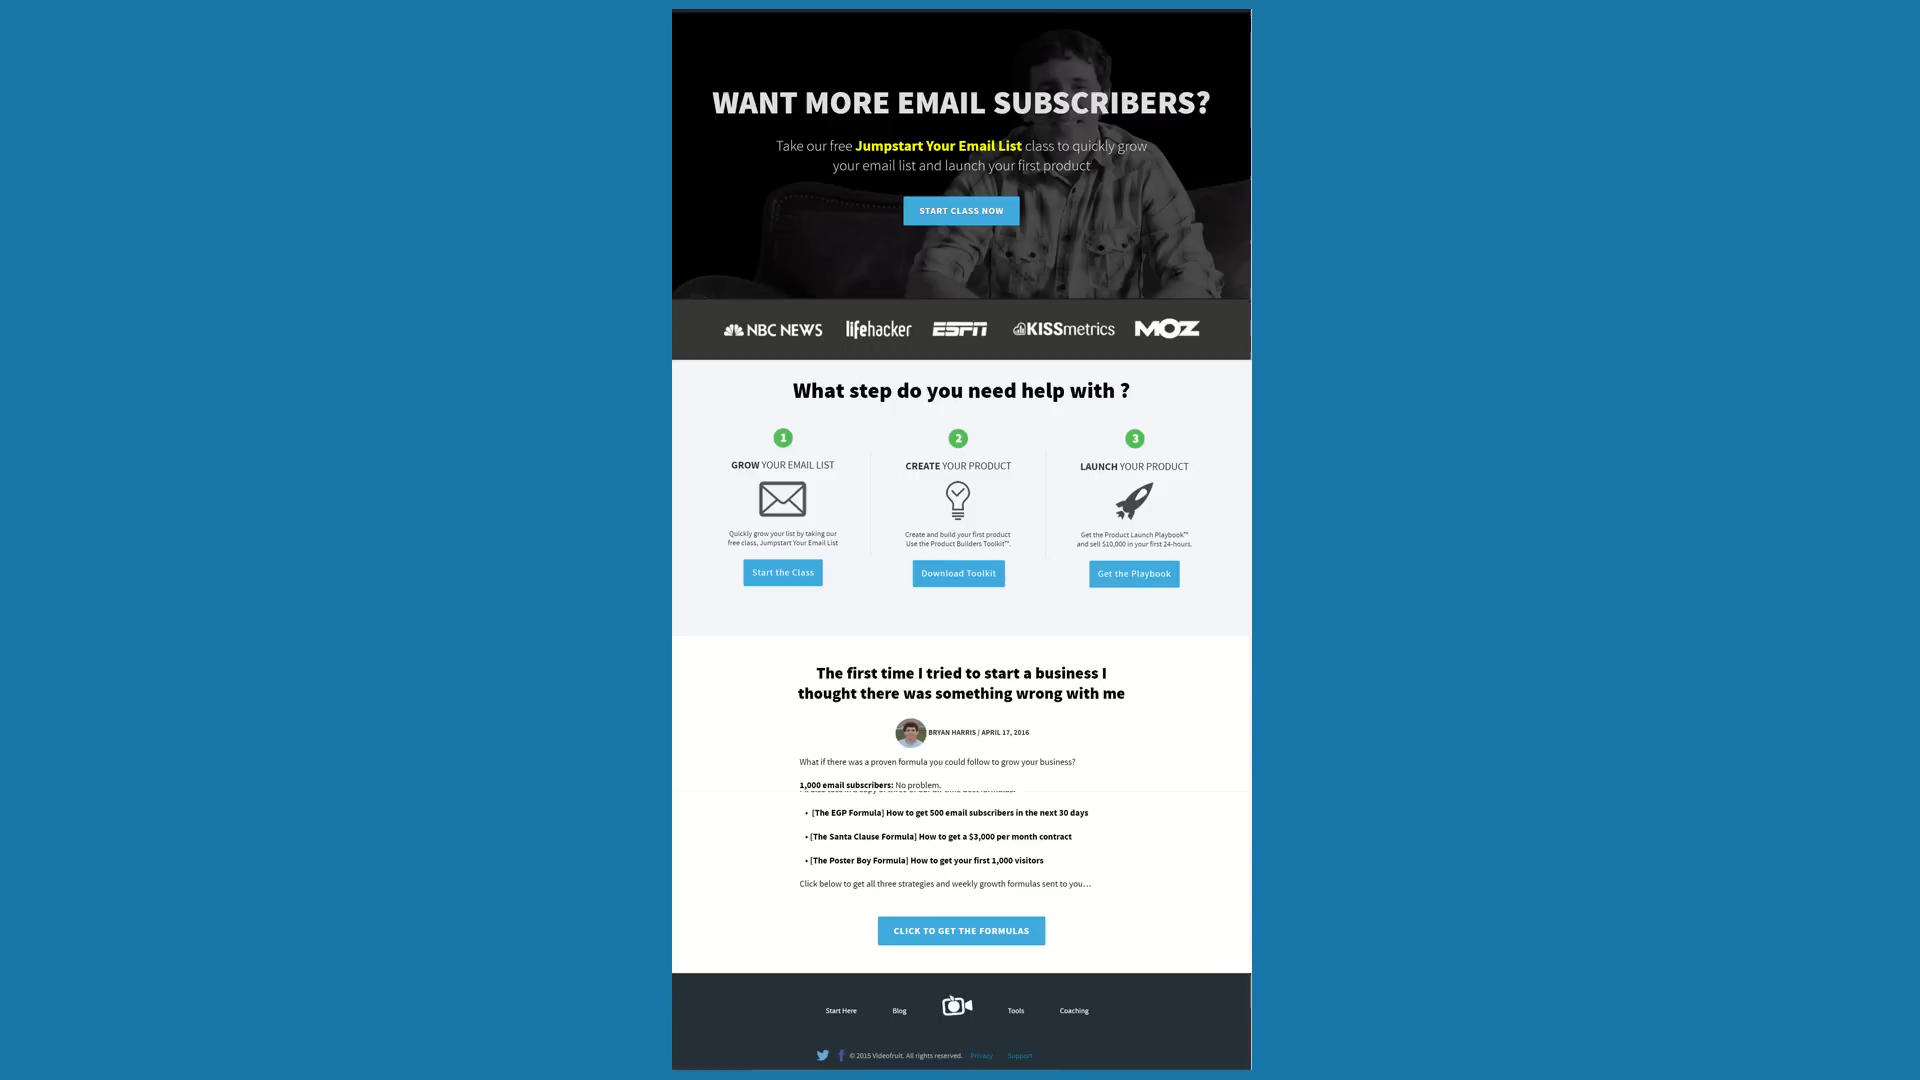 WANT MORE EMAIL SUBSCRIBERS?
Take our free Jumpstart Your Email List class to quickly grow
your email list and launch your first product
START CLASS NOW
NBC NEWS lifehacker ESPN KISSmetrics MOZ
What step do you need help with ?
1 2 3
GROW YOUR EMAIL LIST CREATE YOUR PRODUCT LAUNCH YOUR PRODUCT
Quickly grow your list by taking our
free class, Jumpstart Your Email List
Create and build your first product
Use the Product Builders Toolkit™.
Get the Product Launch Playbook™
and sell $10,000 in your first 24-hours.
Start the Class Download Toolkit Get the Playbook
The first time I tried to start a business I
thought there was something wrong with me
BRYAN HARRIS / APRIL 17, 2016
What if there was a proven formula you could follow to grow your business?
1,000 email subscribers: No problem.
• [The EGP Formula] How to get 500 email subscribers in the next 30 days
• [The Santa Clause Formula] How to get a $3,000 per month contract
• [The Poster Boy Formula] How to get your first 1,000 visitors
Click below to get all three strategies and weekly growth formulas sent to you…
CLICK TO GET THE FORMULAS
Start Here Blog Tools Coaching
© 2015 Videofruit. All rights reserved. Privacy Support